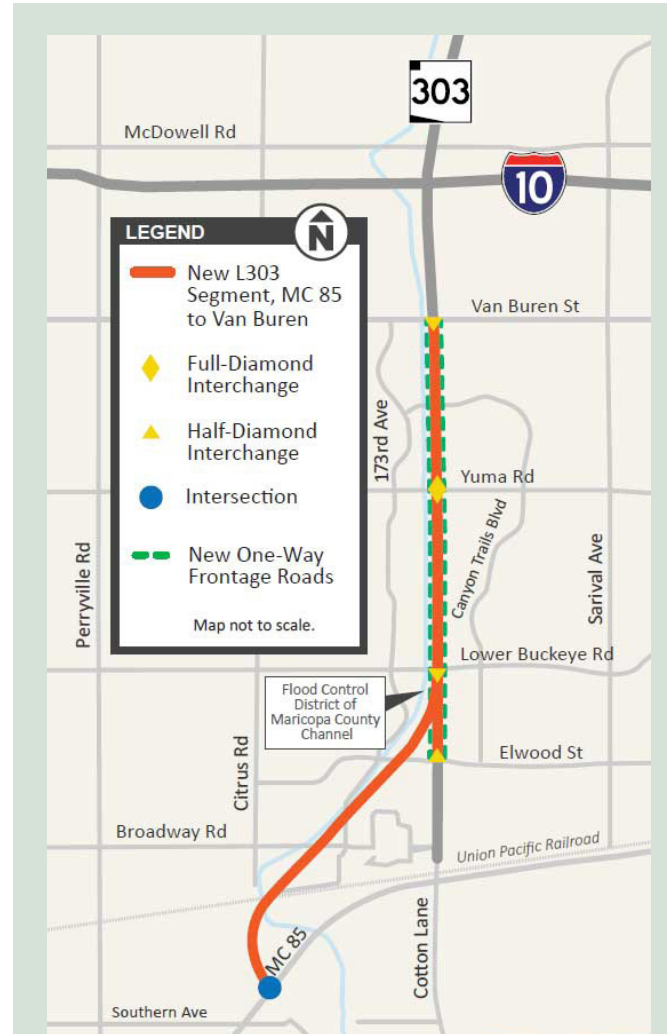 303
McDowell Rd
10
LEGEND
N
New L303
Segment, MC 85
to Van Buren
Full-Diamond
Interchange
Half-Diamond
Interchange
Intersection
New One-Way
Frontage Roads
Map not to scale.
Van Buren St
173rd Ave
Yuma Rd
Canyon Trails Blvd
Sarival Ave
Perryville Rd
Lower Buckeye Rd
Flood Control
District of
Maricopa County
Channel
Citrus Rd
Elwood St
Broadway Rd
Union Pacific Railroad
MC 85
Cotton Lane
Southern Ave